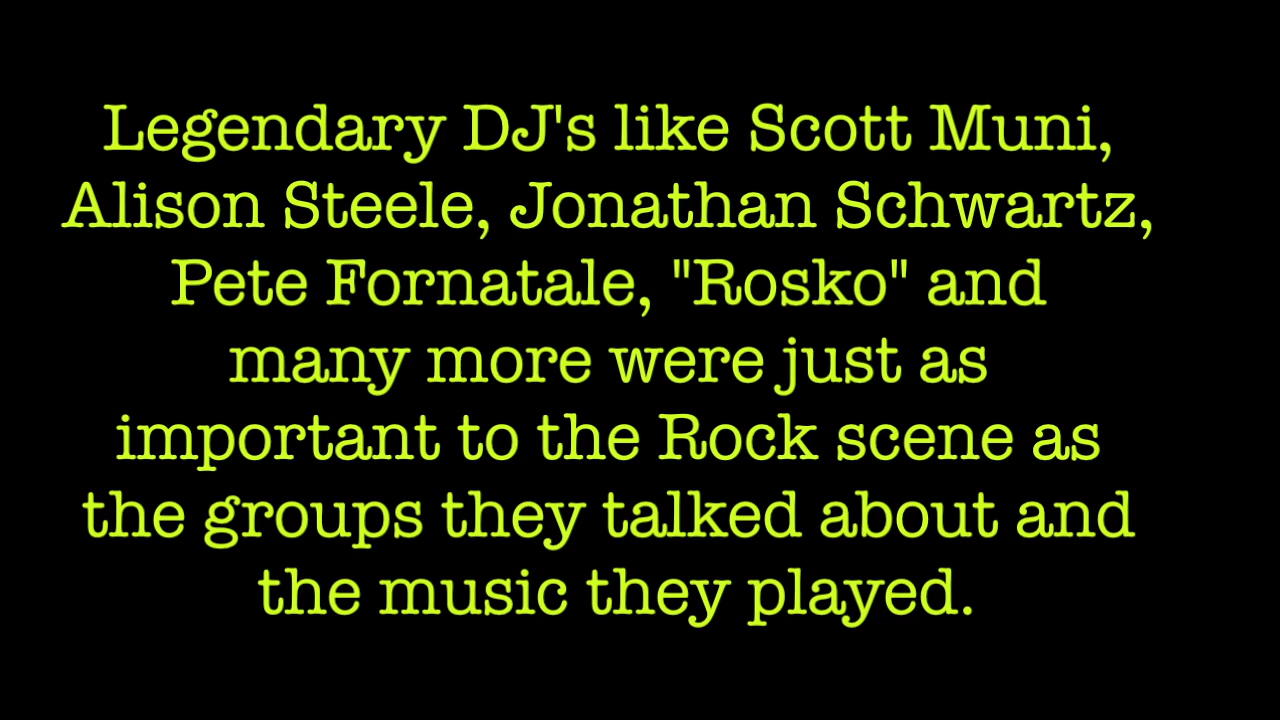 Legendary DJ's like Scott Muni,
Alison Steele, Jonathan Schwartz,
Pete Fornatale, "Rosko" and
many more were just as
important to the Rock scene as
the groups they talked about and
the music they played.